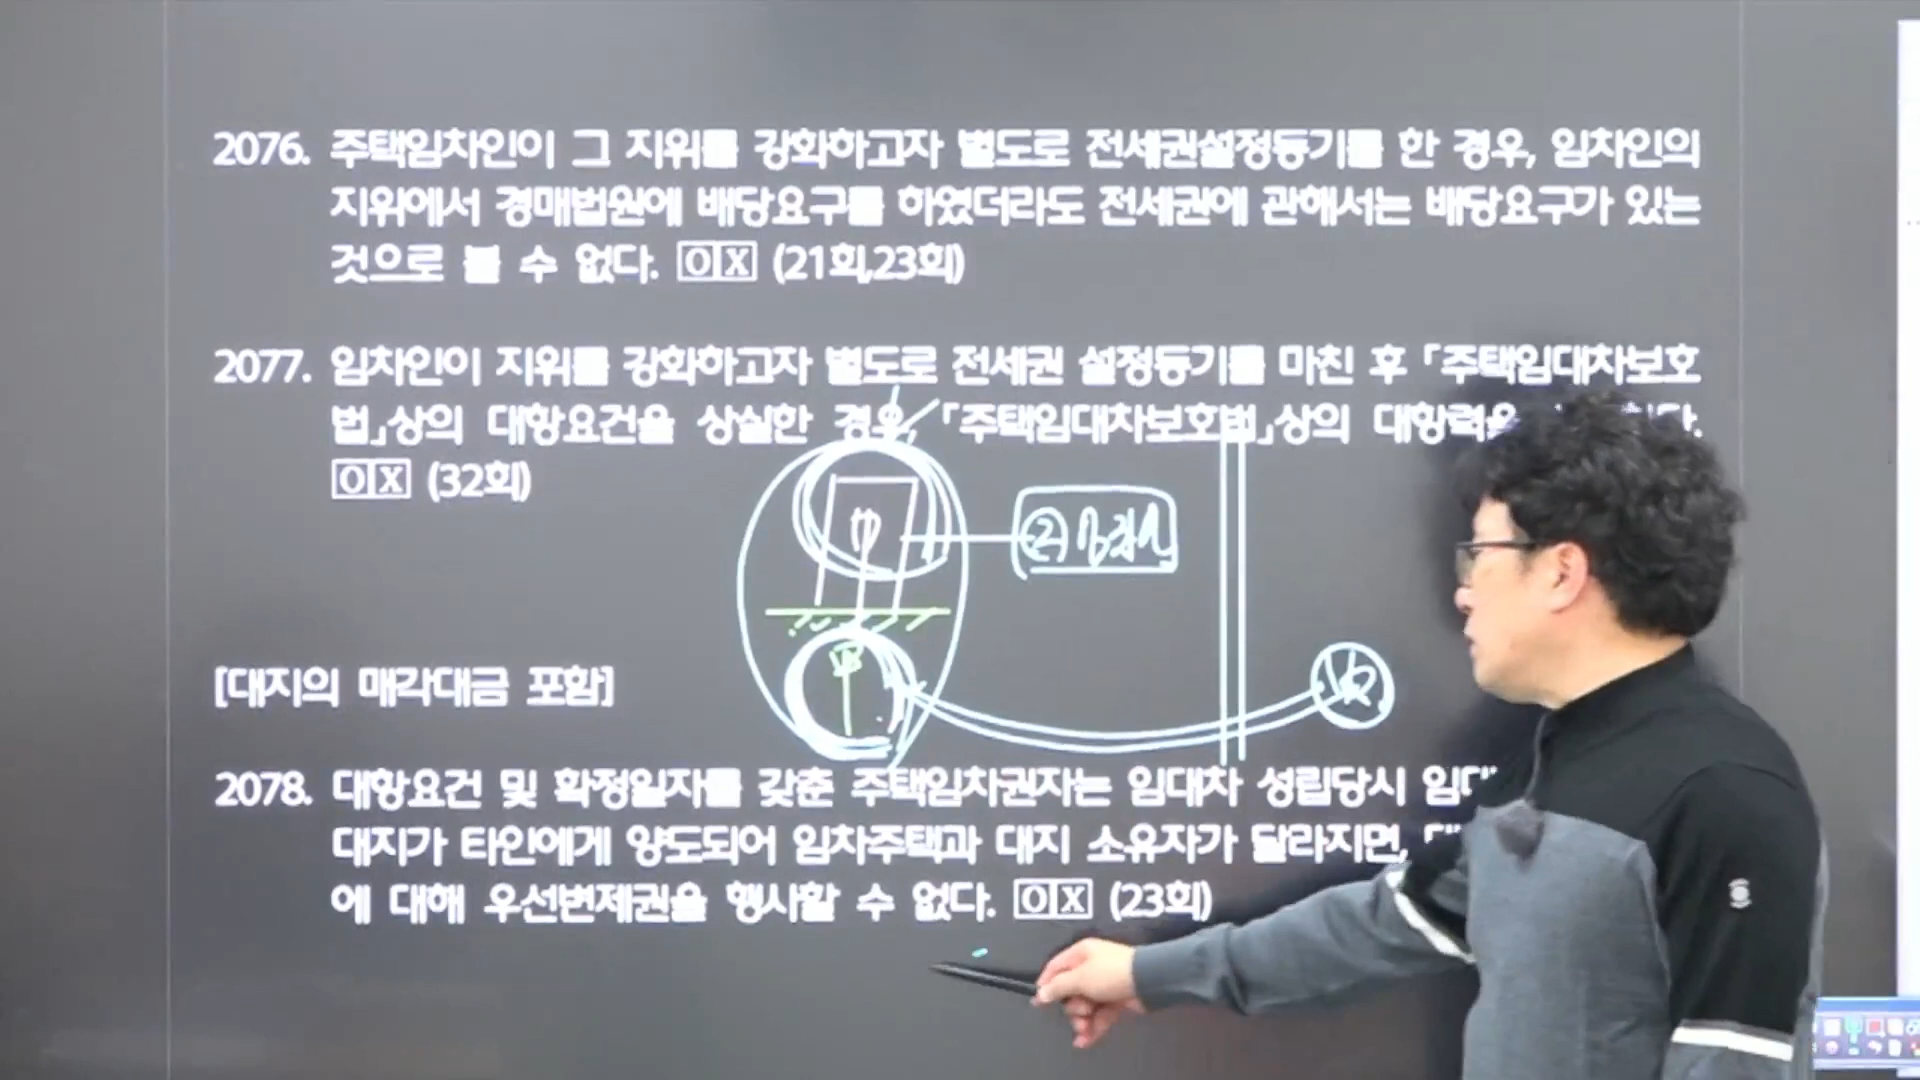 2076. 주택임차인이 그 지위를 강화하고자 별도로 전세권설정등기를 한 경우, 임차인의
지위에서 경매법원에 배당요구를 하였더라도 전세권에 관해서는 배당요구가 있는
것으로 볼 수 없다. O X (21회,23회)
2077. 임차인이 지위를 강화하고자 별도로 전세권 설정등기를 마친 후 「주택임대차보호
법」상의 대항요건을 상실한 경우, 「주택임대차보호법」상의 대항력을
O X (32회)
[대지의 매각대금 포함]
2078. 대항요건 및 확정일자를 갖춘 주택임차권자는 임대차 성립당시
대지가 타인에게 양도되어 임차주택과 대지 소유자가 달라지면,
에 대해 우선변제권을 행사할 수 없다. O X (23회)